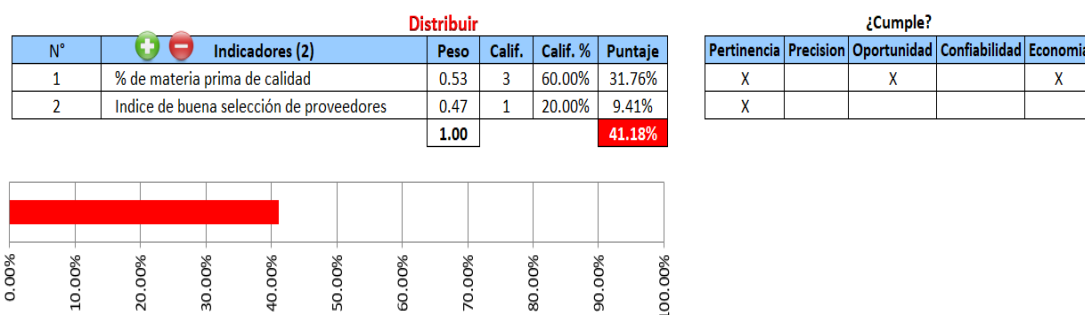 Distribuir ¿Cumple?
N° Indicadores (2) Peso Calif. Calif. % Puntaje Pertinencia Precision Oportunidad Confiabilidad Economia
1 % de materia prima de calidad 0.53 3 60.00% 31.76% X X X
2 Indice de buena selección de proveedores 0.47 1 20.00% 9.41% X
1.00 41.18%
0.00% 10.00% 20.00% 30.00% 40.00% 50.00% 60.00% 70.00% 80.00% 90.00% 100.00%